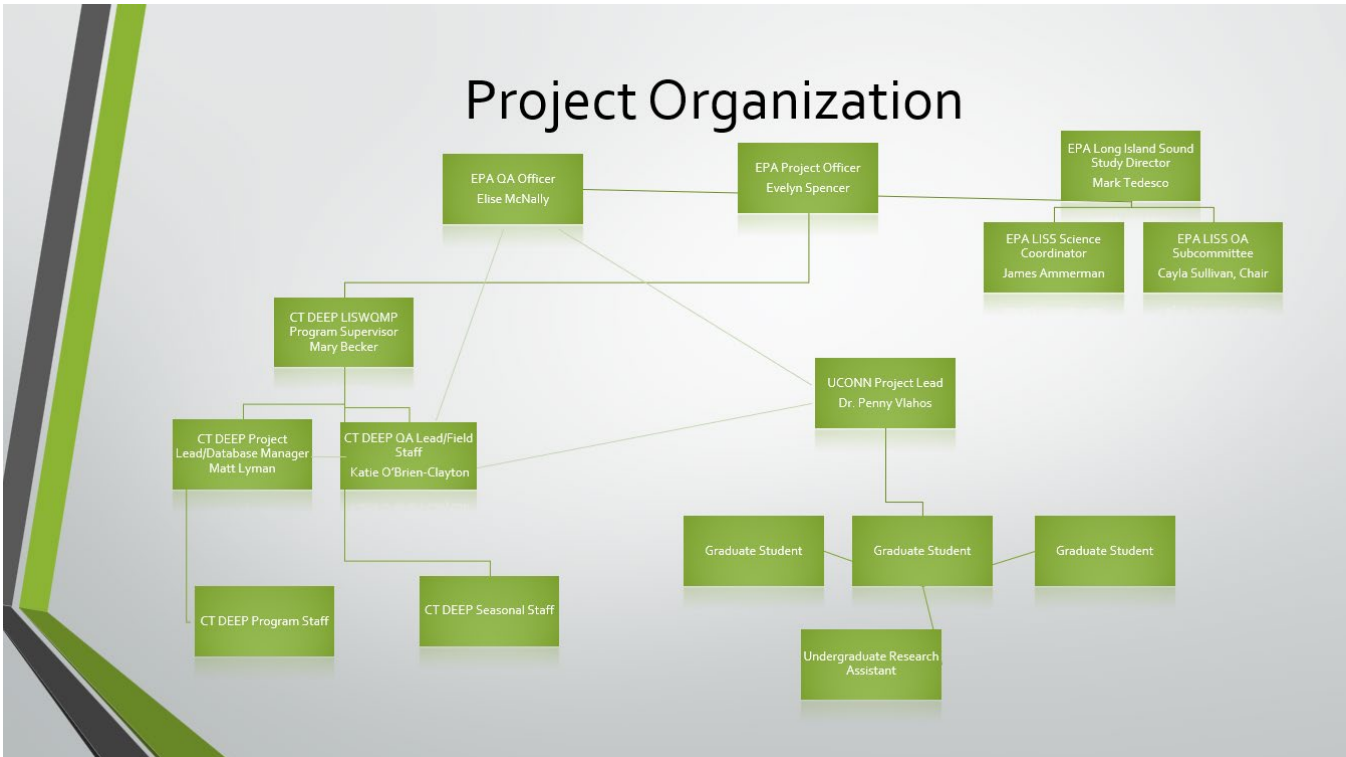 Project Organization
EPA QA Officer
Elise McNally
EPA Project Officer
Evelyn Spencer
EPA Long Island Sound
Study Director
Mark Tedesco
EPA LISS Science
Coordinator
James Ammerman
EPA LISS OA
Subcommittee
Cayla Sullivan, Chair
CT DEEP LISWQMP
Program Supervisor
Mary Becker
UCONN Project Lead
Dr. Penny Vlahos
CT DEEP Project
Lead/Database Manager
Matt Lyman
CT DEEP QA Lead/Field
Staff
Katie O'Brien-Clayton
Graduate Student
Graduate Student
Graduate Student
CT DEEP Program Staff
CT DEEP Seasonal Staff
Undergraduate Research
Assistant